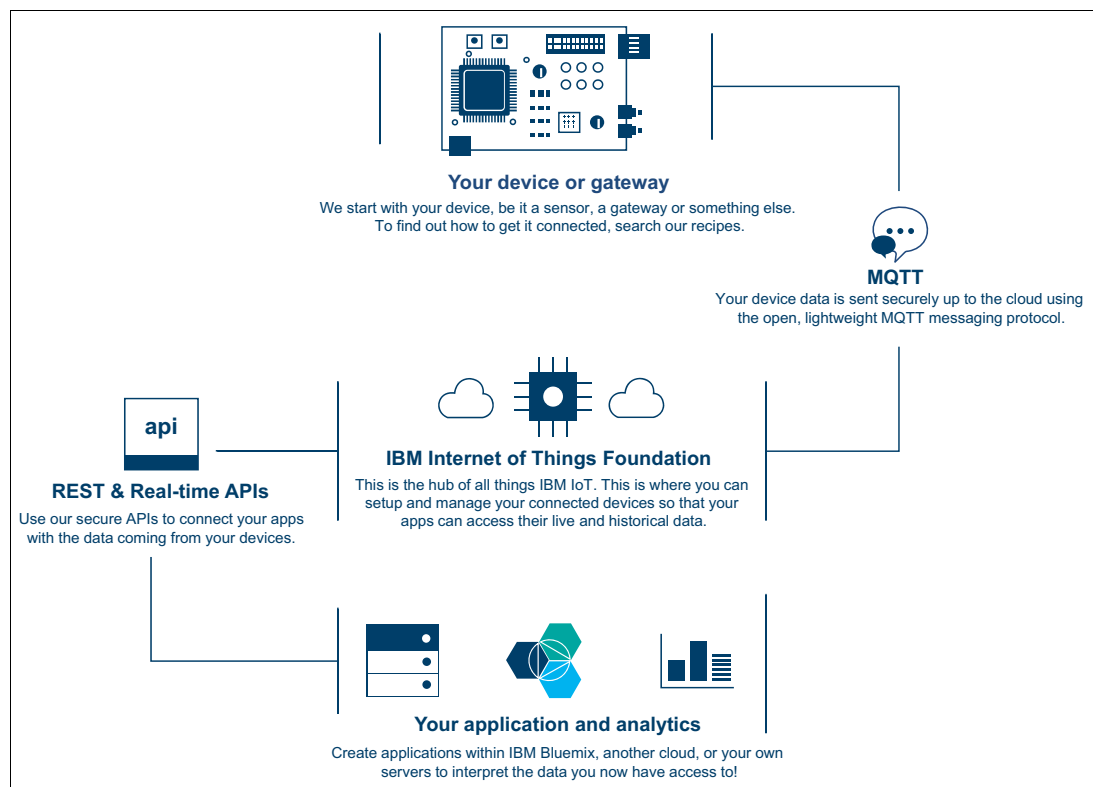 Your device or gateway
We start with your device, be it a sensor, a gateway or something else.
To find out how to get it connected, search our recipes.
MQTT
Your device data is sent securely up to the cloud using
the open, lightweight MQTT messaging protocol.
api
REST & Real-time APIs
Use our secure APIs to connect your apps
with the data coming from your devices.
IBM Internet of Things Foundation
This is the hub of all things IBM IoT. This is where you can
setup and manage your connected devices so that your
apps can access their live and historical data.
Your application and analytics
Create applications within IBM Bluemix, another cloud, or your own
servers to interpret the data you now have access to!